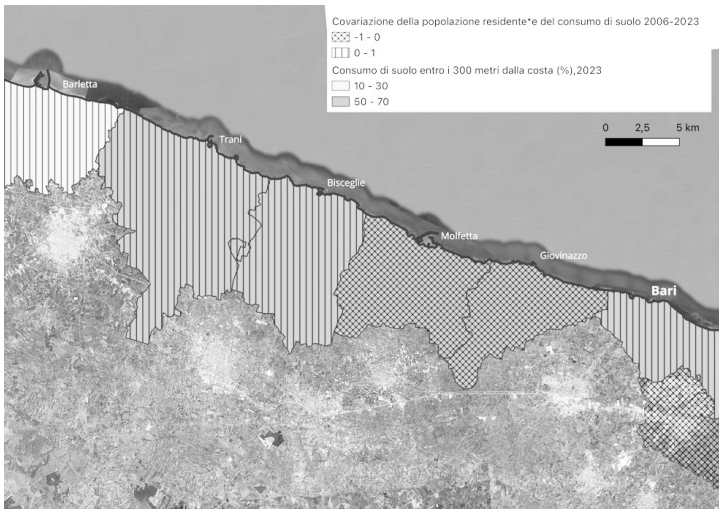 Covariazione della popolazione residente*e del consumo di suolo 2006-2023
-1 - 0
0 - 1
Consumo di suolo entro i 300 metri dalla costa (%),2023
10 - 30
50 - 70
0 2,5 5 km
Barletta
Trani
Bisceglie
Molfetta
Giovinazzo
Bari